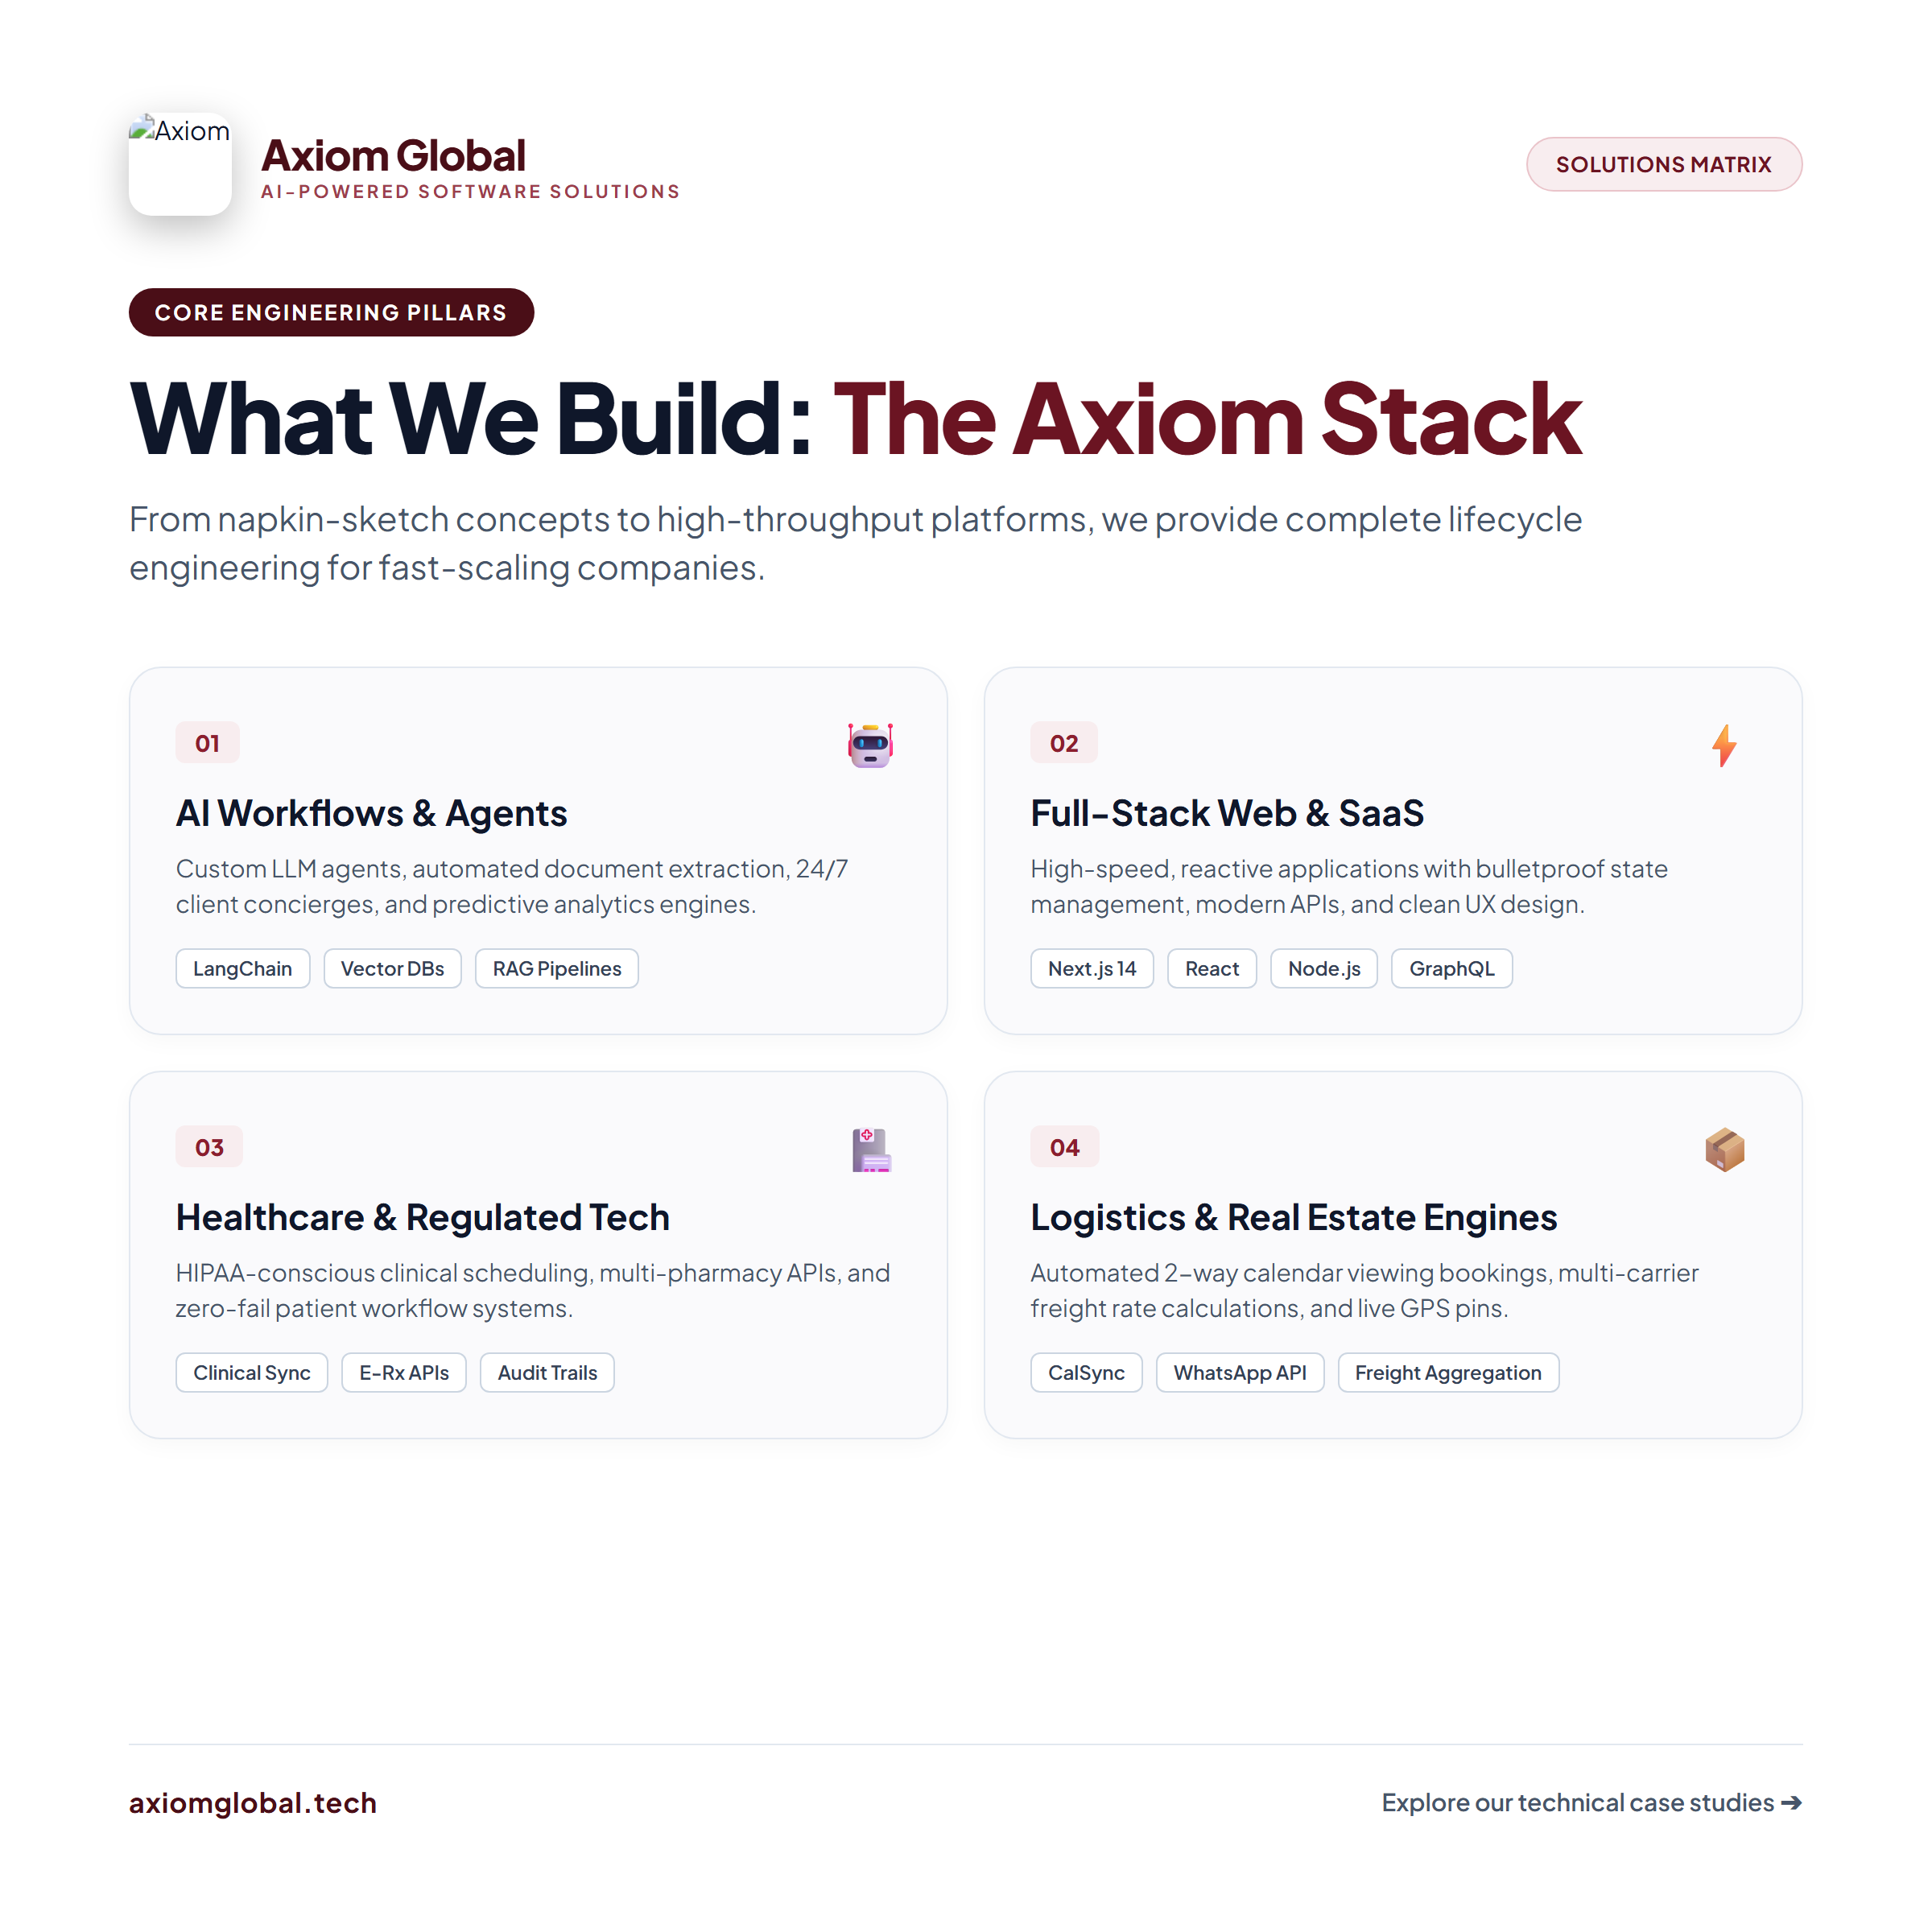 Axiom
Axiom Global
AI-POWERED SOFTWARE SOLUTIONS
SOLUTIONS MATRIX
CORE ENGINEERING PILLARS
What We Build: The Axiom Stack
From napkin-sketch concepts to high-throughput platforms, we provide complete lifecycle
engineering for fast-scaling companies.
01
AI Workflows & Agents
Custom LLM agents, automated document extraction, 24/7
client concierges, and predictive analytics engines.
LangChain Vector DBs RAG Pipelines
02
Full-Stack Web & SaaS
High-speed, reactive applications with bulletproof state
management, modern APIs, and clean UX design.
Next.js 14 React Node.js GraphQL
03
Healthcare & Regulated Tech
HIPAA-conscious clinical scheduling, multi-pharmacy APIs, and
zero-fail patient workflow systems.
Clinical Sync E-Rx APIs Audit Trails
04
Logistics & Real Estate Engines
Automated 2-way calendar viewing bookings, multi-carrier
freight rate calculations, and live GPS pins.
CalSync WhatsApp API Freight Aggregation
axiomglobal.tech
Explore our technical case studies ➔